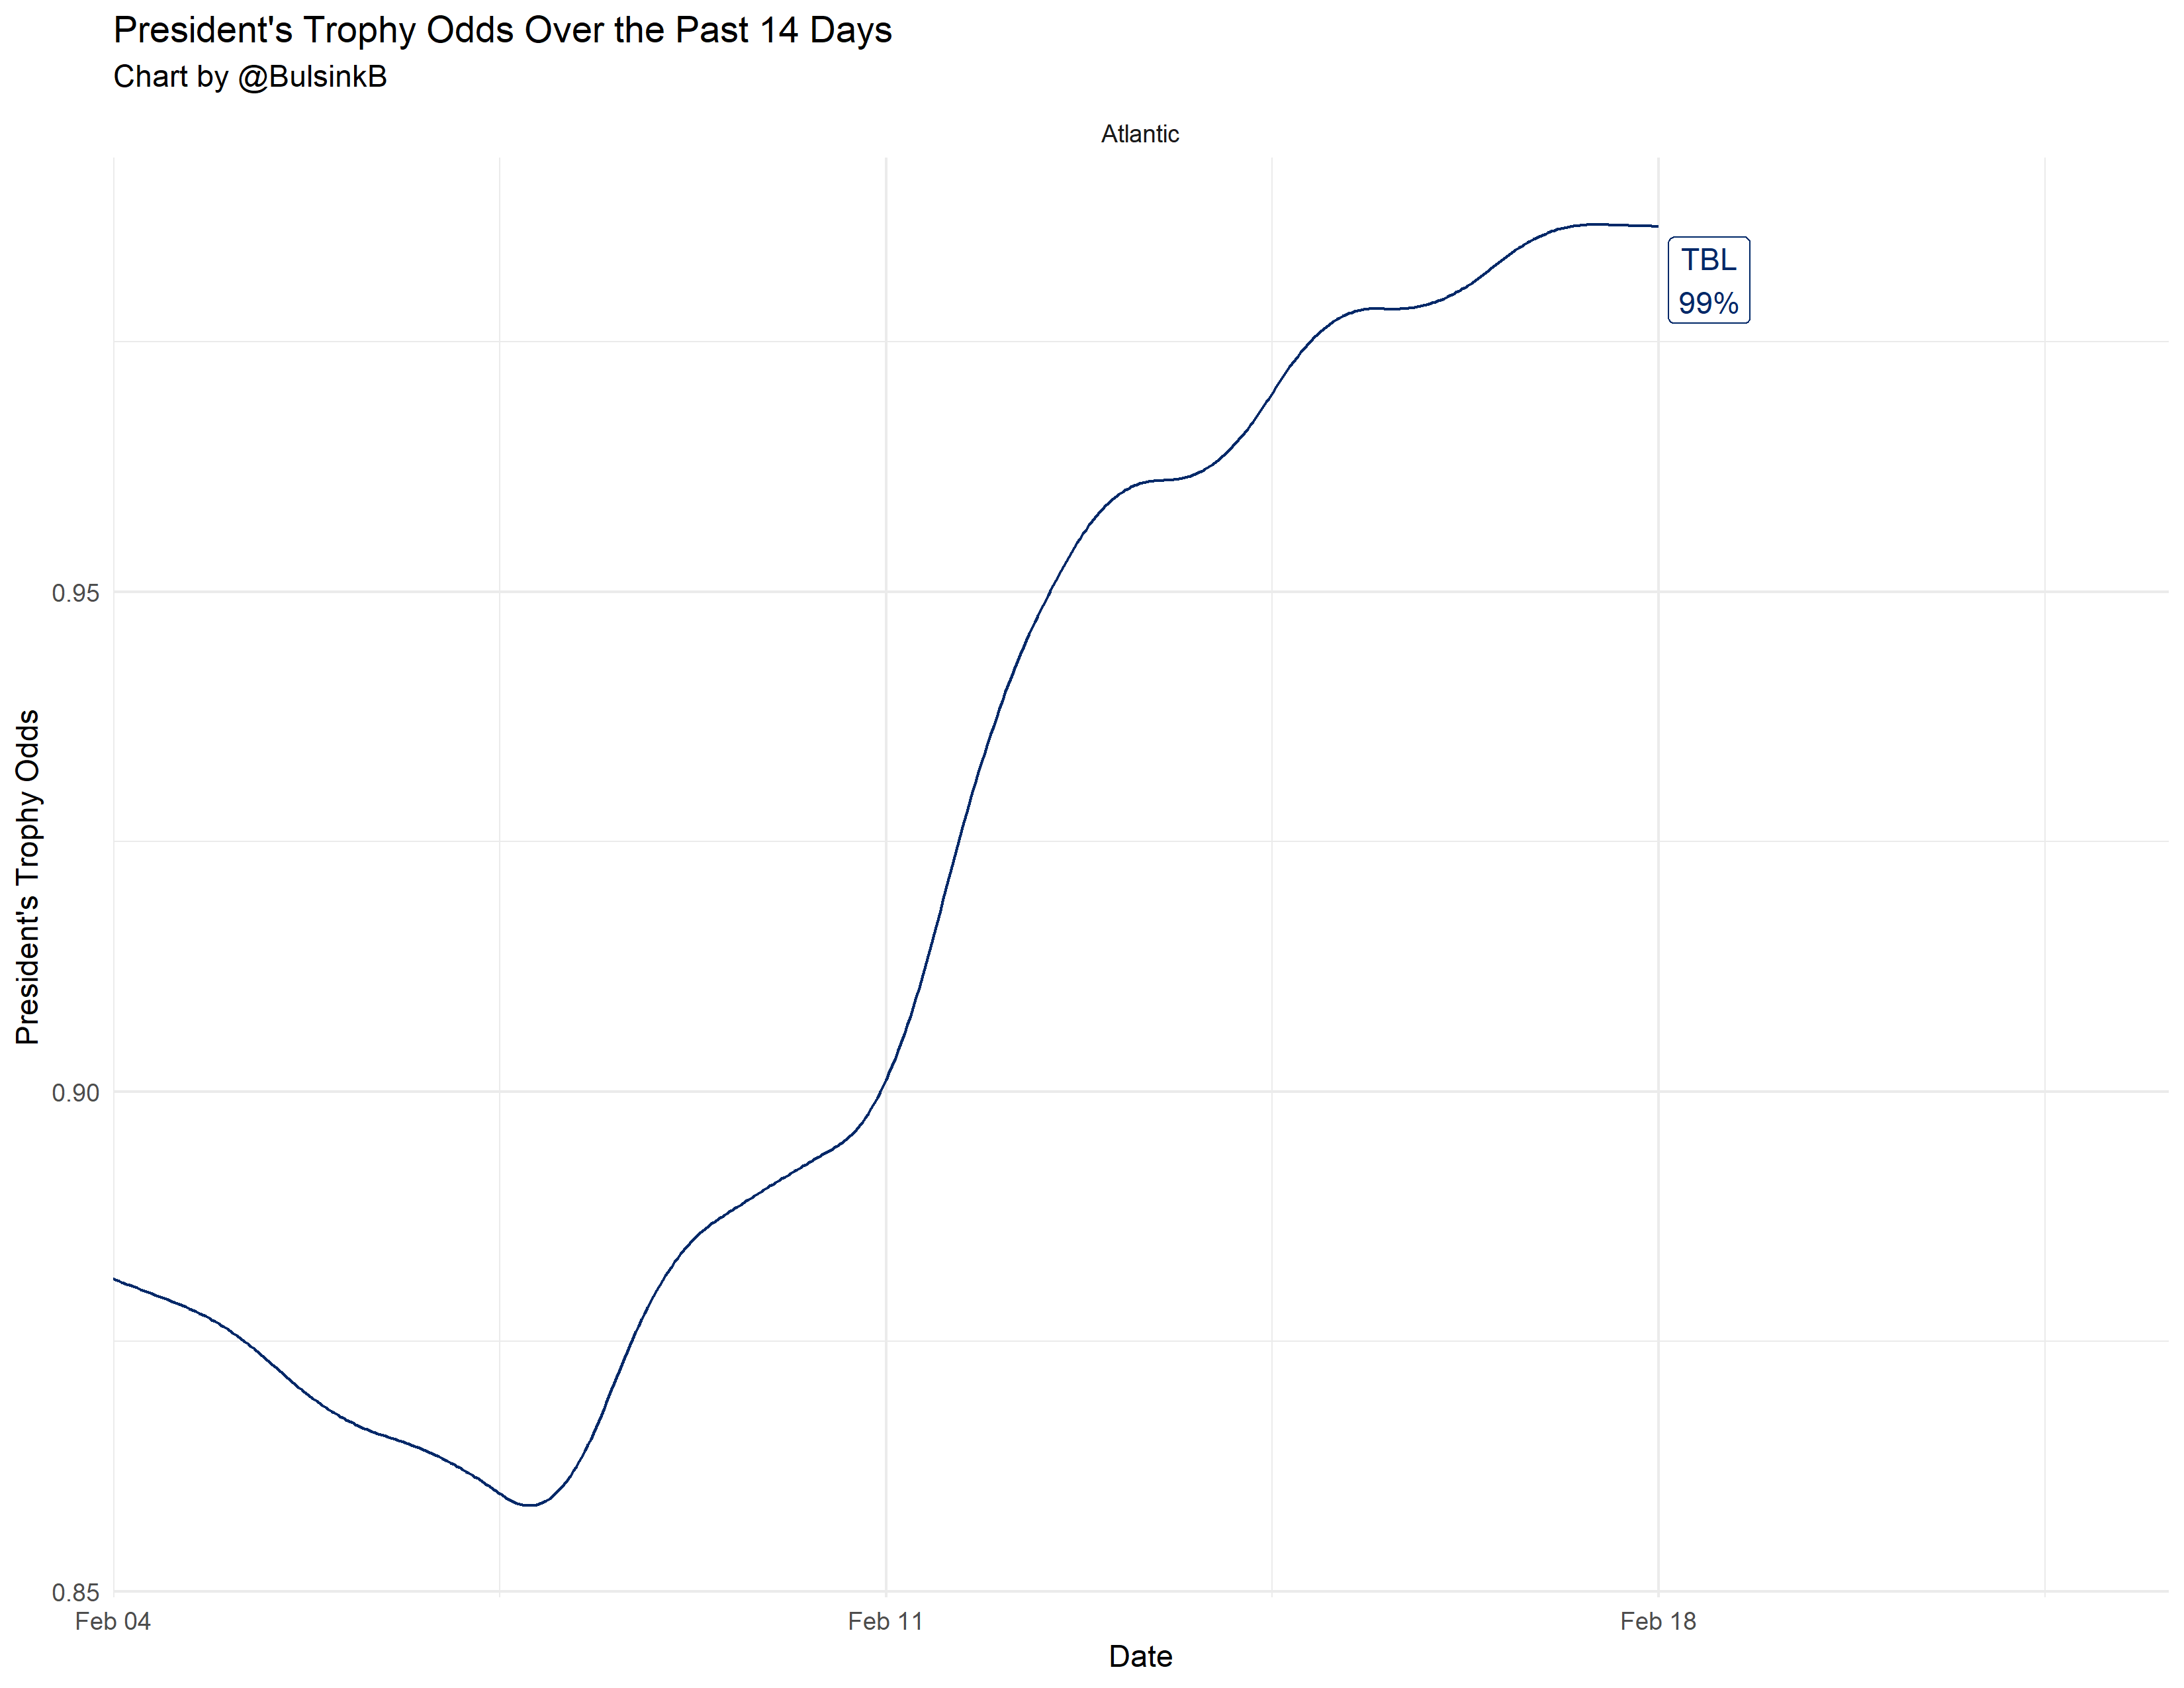 President's Trophy Odds Over the Past 14 Days
Chart by @BulsinkB
Atlantic
TBL
99%
0.95
0.90
0.85
President's Trophy Odds
Feb 04
Feb 11
Feb 18
Date